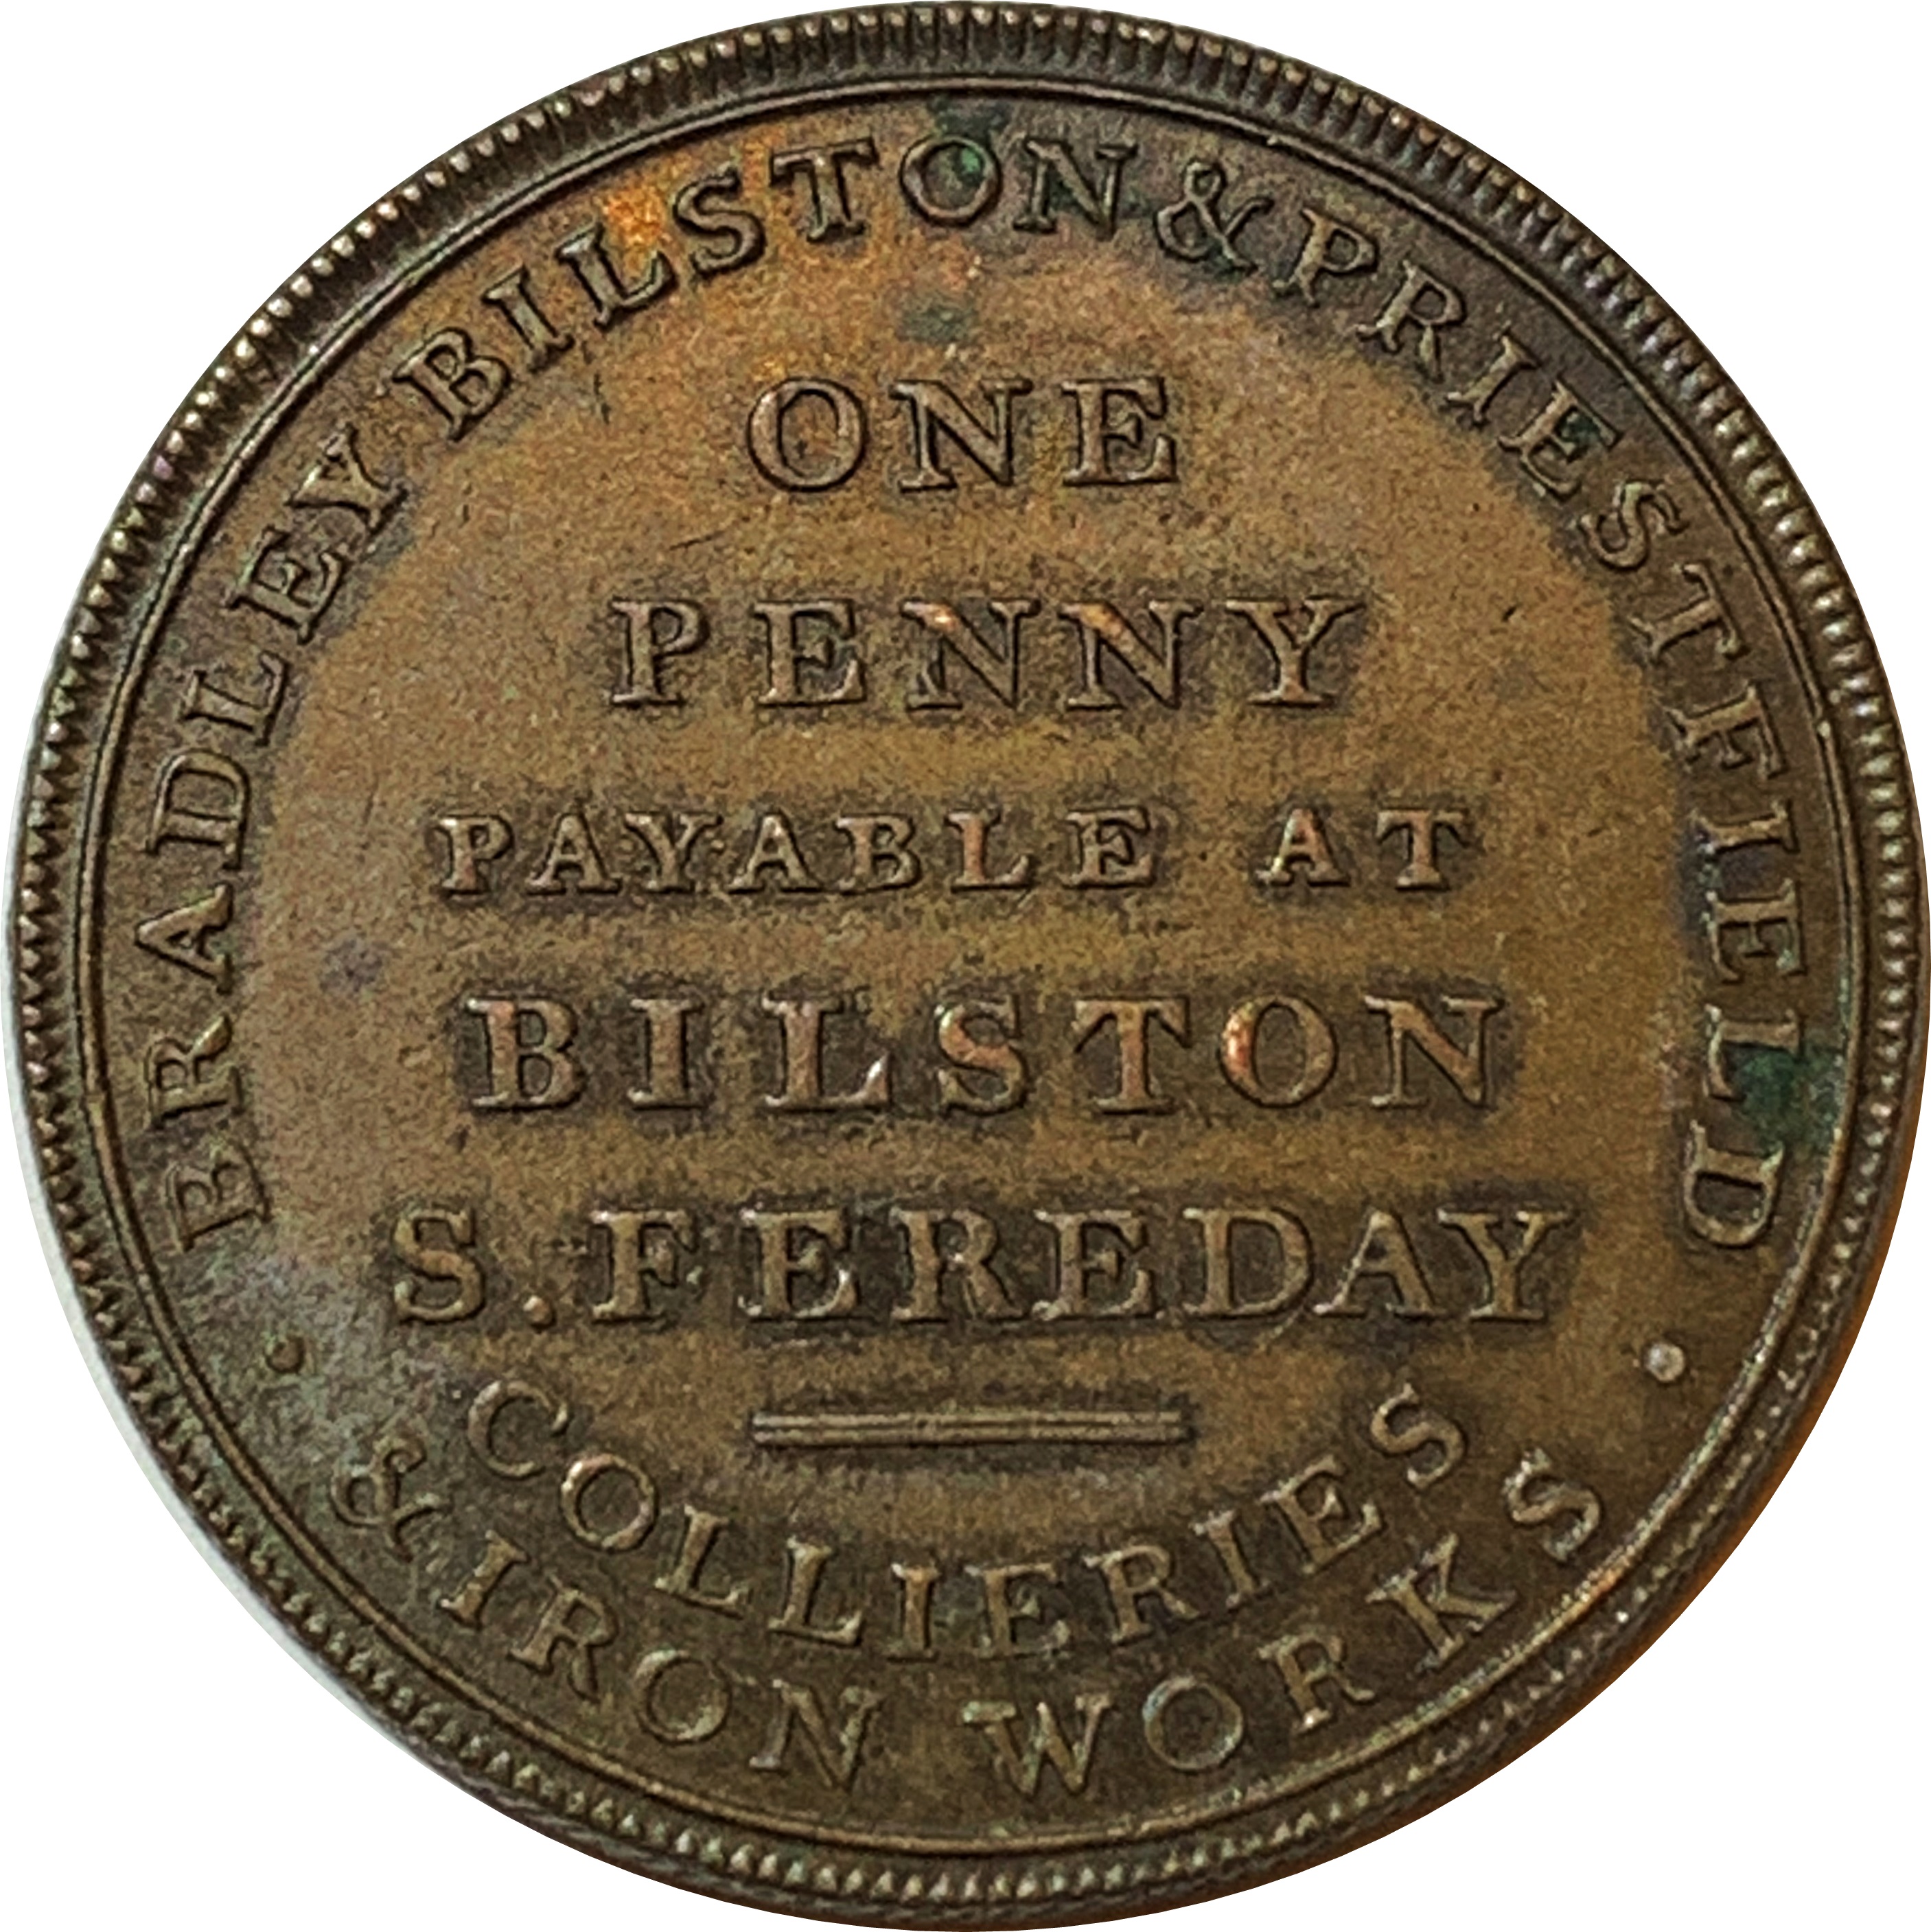 BRADLEY BILSTON & PRIESTFIELD
ONE
PENNY
PAYABLE AT
BILSTON
S. FEREDAY
COLLIERIES
& IRON WORKS